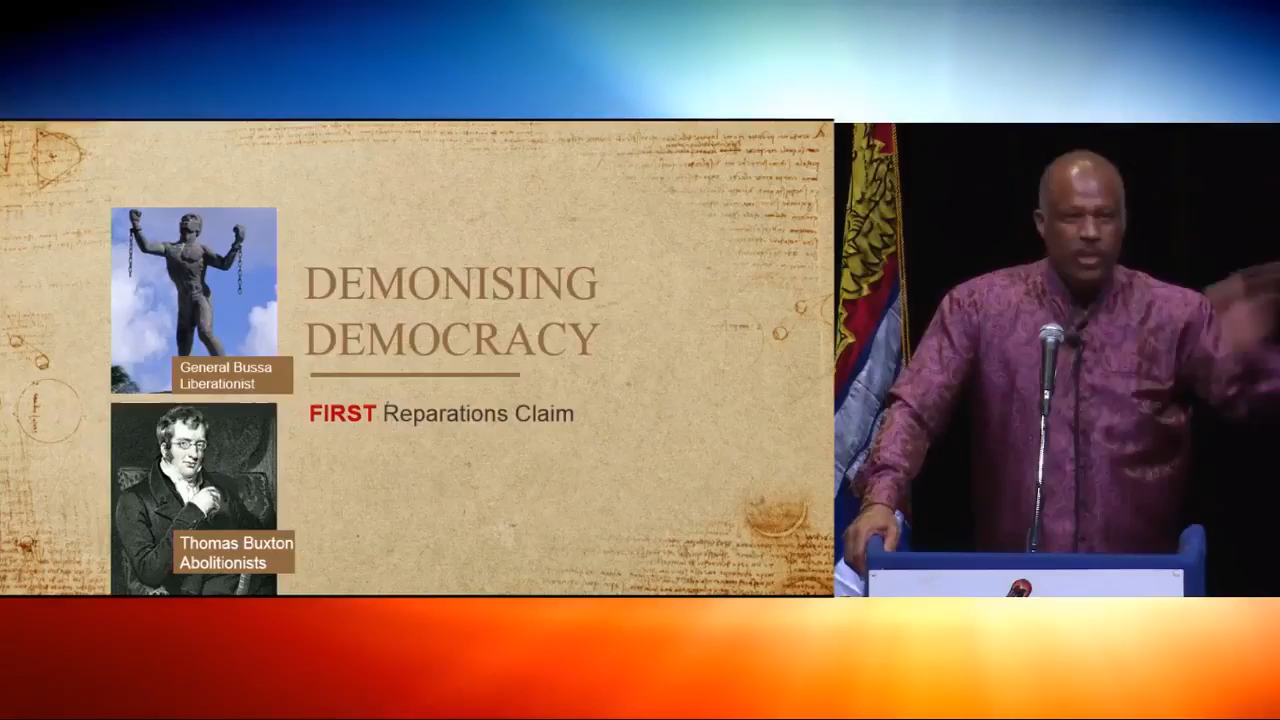 General Bussa
Liberationist
DEMONISING
DEMOCRACY
FIRST Reparations Claim
Thomas Buxton
Abolitionists